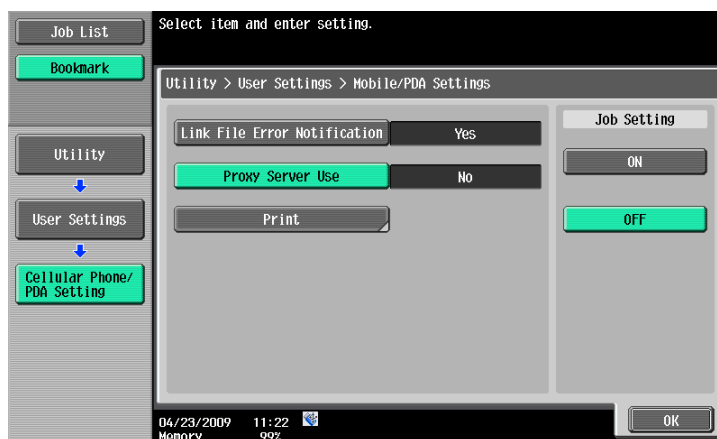 Job List
Bookmark
Utility
User Settings
Cellular Phone/
PDA Setting
Select item and enter setting.
Utility > User Settings > Mobile/PDA Settings
Link File Error Notification Yes
Proxy Server Use No
Print
Job Setting
ON
OFF
04/23/2009 11:22
Memory 99%
OK